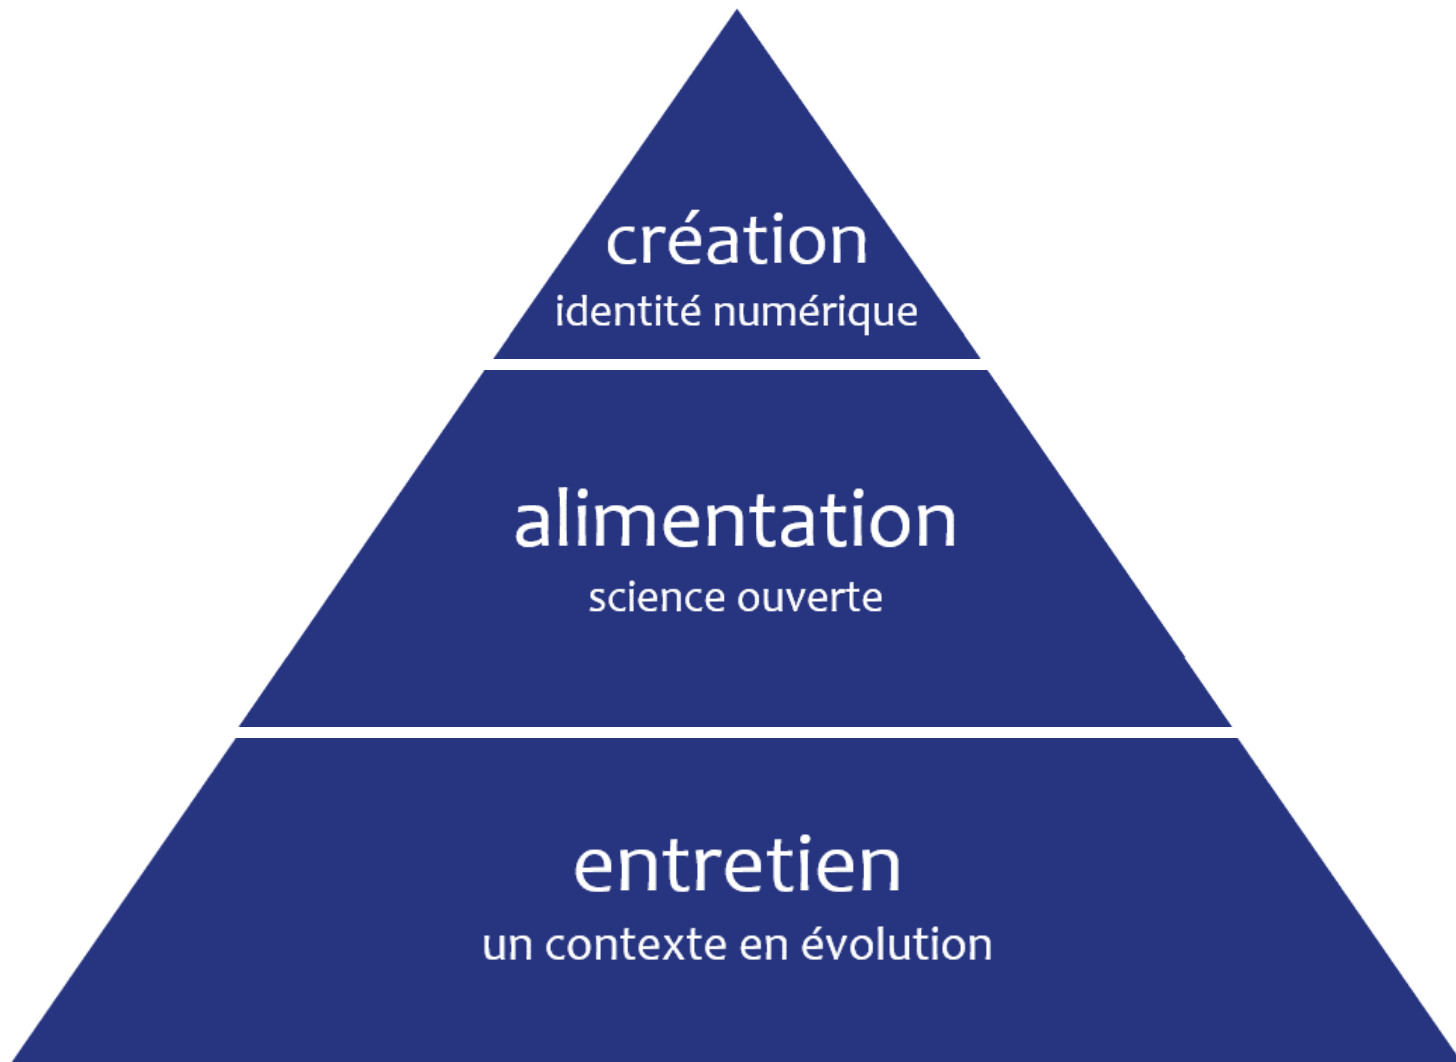 création
identité numérique
alimentation
science ouverte
entretien
un contexte en évolution